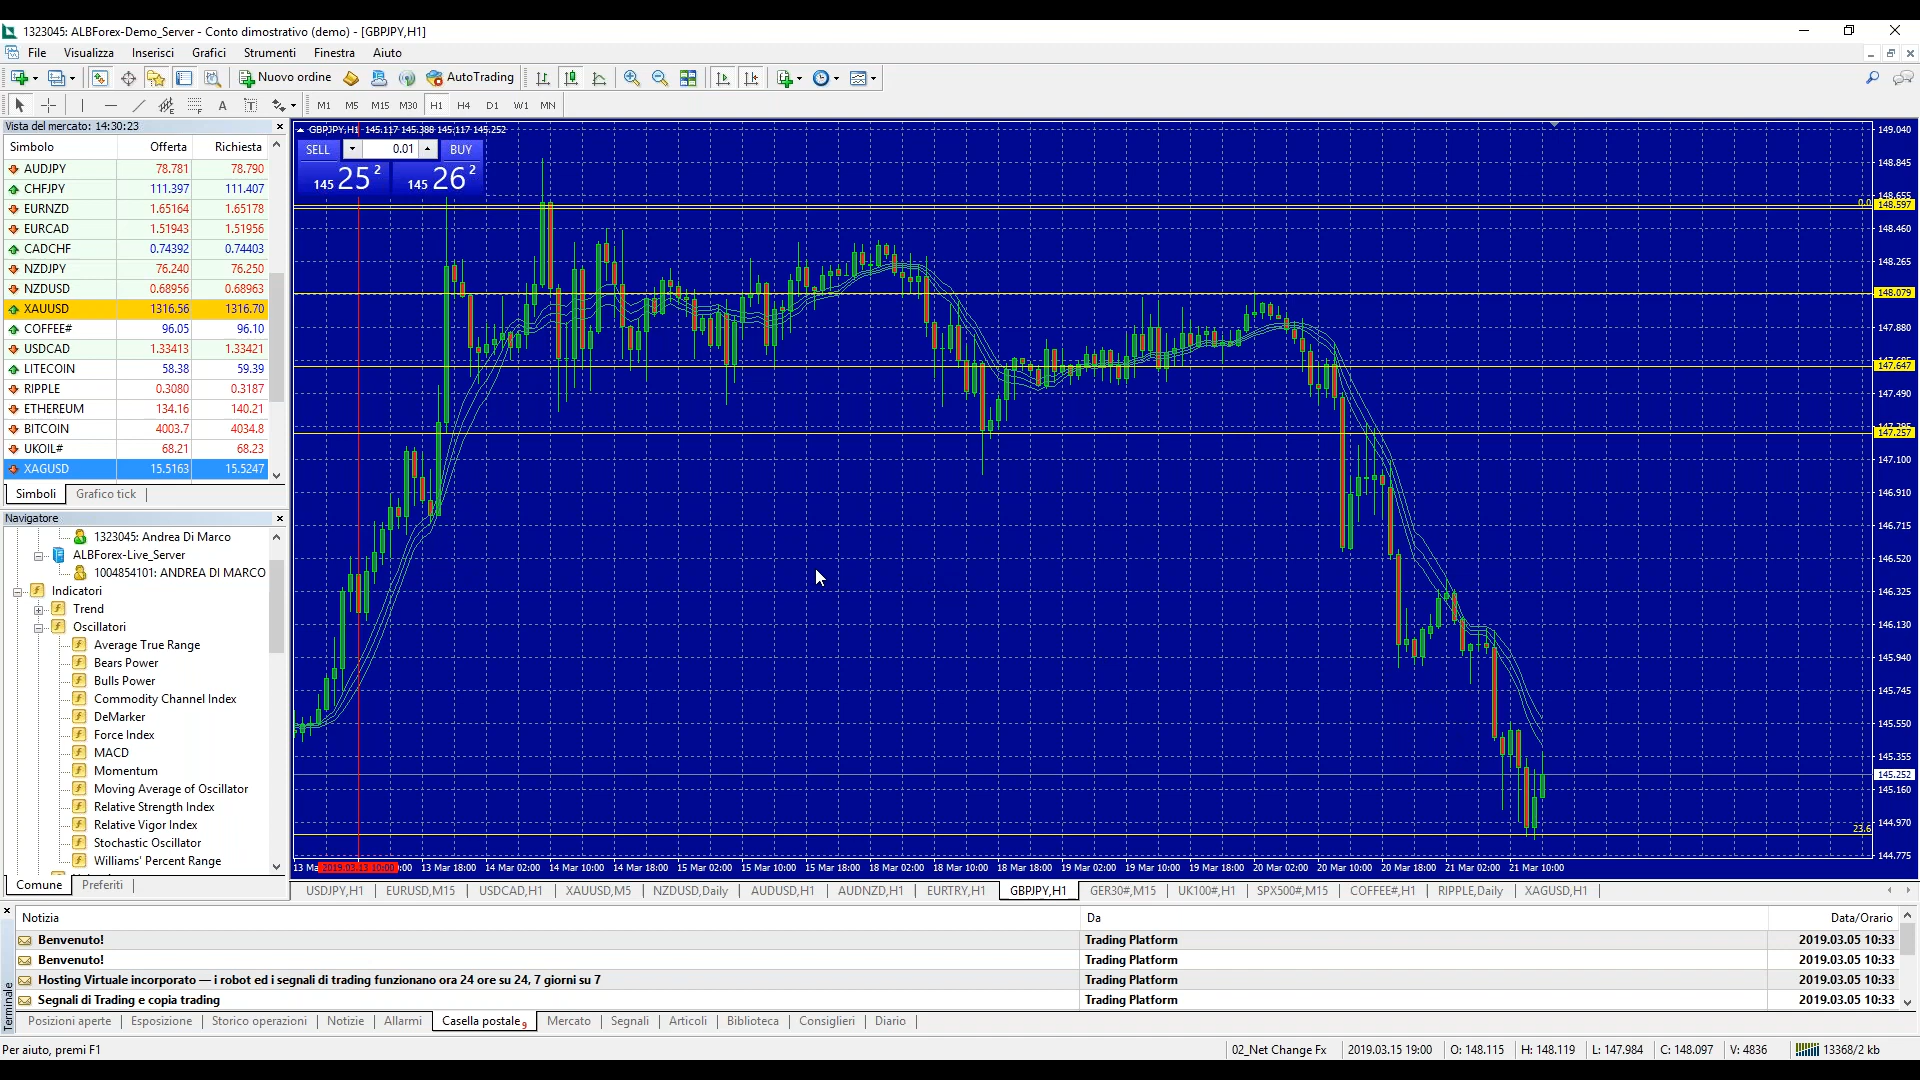 1323045: ALBForex-Demo_Server - Conto dimostrativo (demo) - [GBPJPY,H1]
File Visualizza Inserisci Grafici Strumenti Finestra Aiuto
Nuovo ordine AutoTrading
M1 M5 M15 M30 H1 H4 D1 W1 MN
Vista del mercato: 14:30:23
Simbolo Offerta Richiesta
AUDJPY 78.781 78.790
CHFJPY 111.397 111.407
EURNZD 1.65164 1.65178
EURCAD 1.51943 1.51956
CADCHF 0.74392 0.74403
NZDJPY 76.240 76.250
NZDUSD 0.68956 0.68963
XAUUSD 1316.56 1316.70
COFFEE# 96.05 96.10
USDCAD 1.33413 1.33421
LITECOIN 58.38 59.39
RIPPLE 0.3080 0.3187
ETHEREUM 134.16 140.21
BITCOIN 4003.7 4034.8
UKOIL# 68.21 68.23
XAGUSD 15.5163 15.5247
Simboli Grafico tick
Navigatore
1323045: Andrea Di Marco
ALBForex-Live_Server
1004854101: ANDREA DI MARCO
Indicatori
Trend
Oscillatori
Average True Range
Bears Power
Bulls Power
Commodity Channel Index
DeMarker
Force Index
MACD
Momentum
Moving Average of Oscillator
Relative Strength Index
Relative Vigor Index
Stochastic Oscillator
Williams' Percent Range
Comune Preferiti
GBPJPY,H1 145.117 145.388 145.117 145.252
SELL 0.01 BUY
145 25 2 145 26 2
149.040
148.845
148.655
0.0 148.597
148.460
148.265
148.079
147.880
147.647
147.490
147.257
147.100
146.910
146.715
146.520
146.325
146.130
145.940
145.745
145.550
145.355
145.252
145.160
144.970
23.6
144.775
13 Ma 2019.03.13 10:00 :00 13 Mar 18:00 14 Mar 02:00 14 Mar 10:00 14 Mar 18:00 15 Mar 02:00 15 Mar 10:00 15 Mar 18:00 18 Mar 02:00 18 Mar 10:00 18 Mar 18:00 19 Mar 02:00 19 Mar 10:00 19 Mar 18:00 20 Mar 02:00 20 Mar 10:00 20 Mar 18:00 21 Mar 02:00 21 Mar 10:00
USDJPY,H1 EURUSD,M15 USDCAD,H1 XAUUSD,M5 NZDUSD,Daily AUDUSD,H1 AUDNZD,H1 EURTRY,H1 GBPJPY,H1 GER30#,M15 UK100#,H1 SPX500#,M15 COFFEE#,H1 RIPPLE,Daily XAGUSD,H1
Notizia Da Data/Orario
Benvenuto! Trading Platform 2019.03.05 10:33
Benvenuto! Trading Platform 2019.03.05 10:33
Hosting Virtuale incorporato — i robot ed i segnali di trading funzionano ora 24 ore su 24, 7 giorni su 7 Trading Platform 2019.03.05 10:33
Segnali di Trading e copia trading Trading Platform 2019.03.05 10:33
Terminale
Posizioni aperte Esposizione Storico operazioni Notizie Allarmi Casella postale 9 Mercato Segnali Articoli Biblioteca Consiglieri Diario
Per aiuto, premi F1 02_Net Change Fx 2019.03.15 19:00 O: 148.115 H: 148.119 L: 147.984 C: 148.097 V: 4836 13368/2 kb